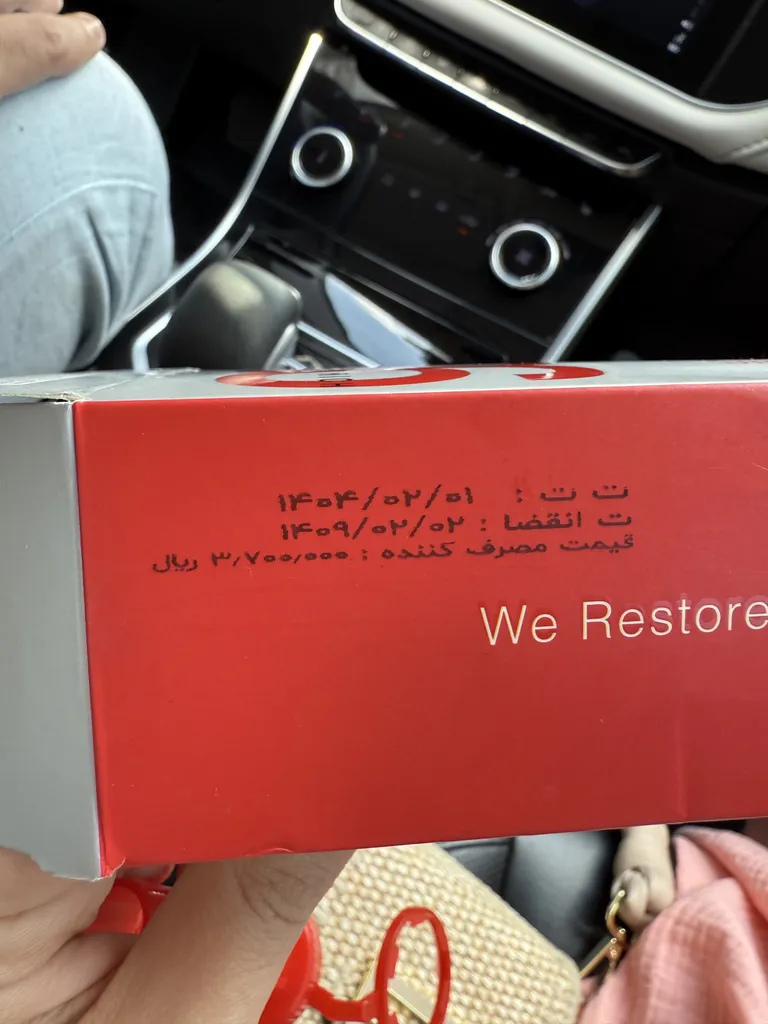 ت ت : ۱۴۰۴/۰۲/۰۱
ت انقضا : ۱۴۰۹/۰۲/۰۲
قیمت مصرف کننده : ۳٫۷۰۰٫۰۰۰ ریال
We Restore